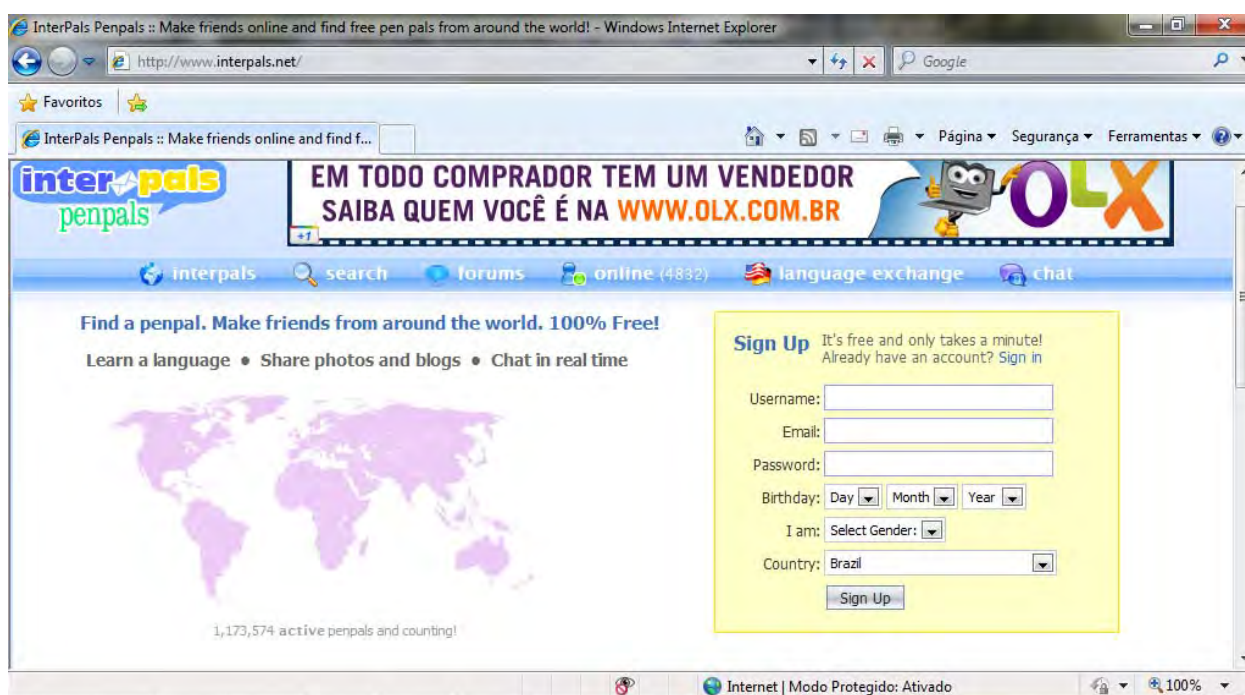 InterPals Penpals :: Make friends online and find free pen pals from around the world! - Windows Internet Explorer
http://www.interpals.net/
Google
Favoritos
InterPals Penpals :: Make friends online and find f...
Página Segurança Ferramentas
inter pals
penpals
EM TODO COMPRADOR TEM UM VENDEDOR
SAIBA QUEM VOCÊ É NA WWW.OLX.COM.BR
+1
OLX
interpals search forums online (4832) language exchange chat
Find a penpal. Make friends from around the world. 100% Free!
Learn a language • Share photos and blogs • Chat in real time
1,173,574 active penpals and counting!
Sign Up It's free and only takes a minute!
Already have an account? Sign in
Username:
Email:
Password:
Birthday: Day Month Year
I am: Select Gender:
Country: Brazil
Sign Up
Internet | Modo Protegido: Ativado
100%